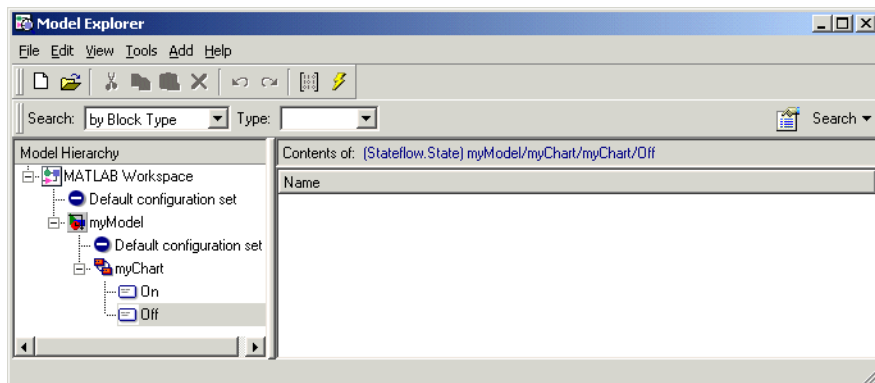 Model Explorer
File Edit View Tools Add Help
Search: by Block Type Type: Search
Model Hierarchy
Contents of: (Stateflow.State) myModel/myChart/myChart/Off
Name
MATLAB Workspace
Default configuration set
myModel
Default configuration set
myChart
On
Off